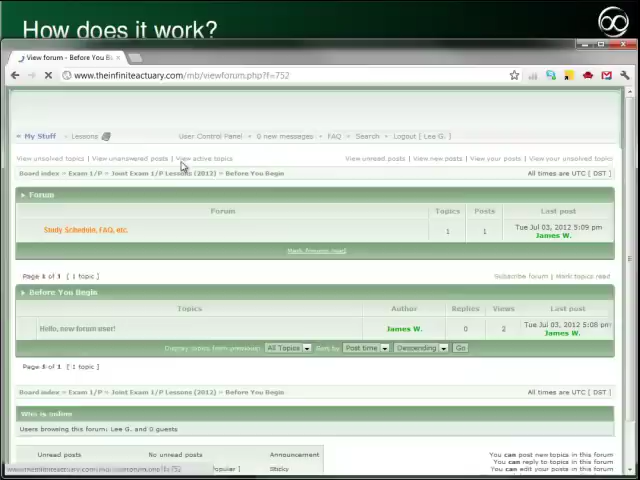 How does it work?
View forum - Before You B
www.theinfiniteactuary.com/mb/viewforum.php?f=752
My Stuff Lessons User Control Panel 0 new messages FAQ Search Logout [ Lee G. ]
View unsolved topics | View unanswered posts | View active topics View unread posts | View new posts | View your posts | View your unsolved topics
Board index » Exam 1/P » Joint Exam 1/P Lessons (2012) » Before You Begin All times are UTC [ DST ]
Forum
Forum Topics Posts Last post
Study Schedule, FAQ, etc. 1 1 Tue Jul 03, 2012 5:09 pm
James W.
Mark forums read
Page 1 of 1 [ 1 topic ] Subscribe forum | Mark topics read
Before You Begin
Topics Author Replies Views Last post
Hello, new forum user! James W. 0 2 Tue Jul 03, 2012 5:08 pm
James W.
Display topics from previous: All Topics Sort by Post time Descending Go
Page 1 of 1 [ 1 topic ]
Board index » Exam 1/P » Joint Exam 1/P Lessons (2012) » Before You Begin All times are UTC [ DST ]
Who is online
Users browsing this forum: Lee G. and 0 guests
Unread posts No unread posts Announcement You can post new topics in this forum
You can reply to topics in this forum
Popular ] Sticky You can edit your posts in this forum